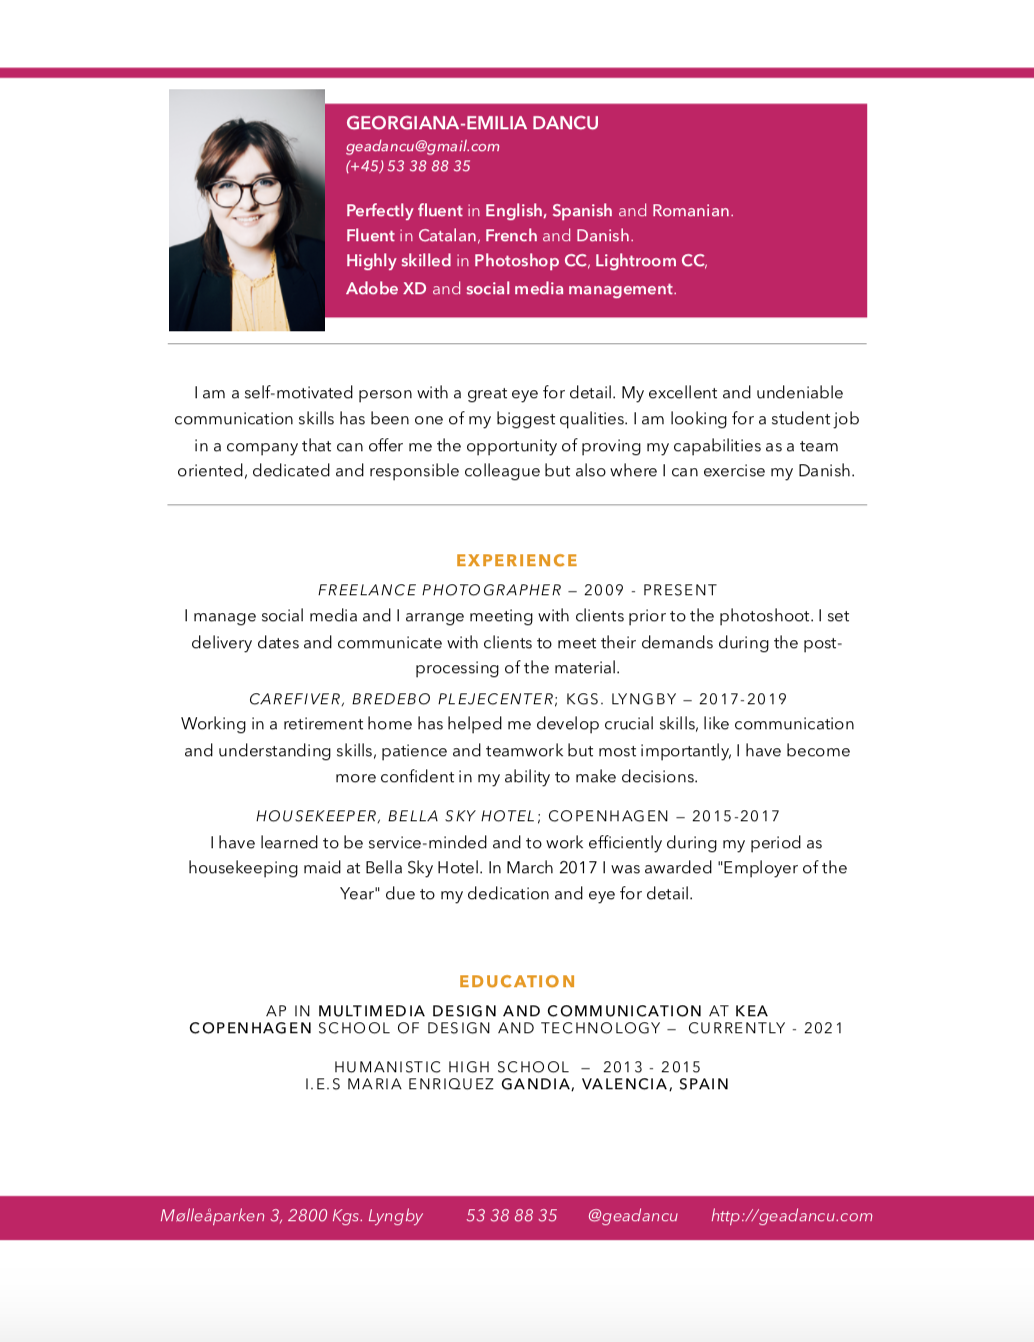 GEORGIANA-EMILIA DANCU
geadancu@gmail.com
(+45) 53 38 88 35
Perfectly fluent in English, Spanish and Romanian.
Fluent in Catalan, French and Danish.
Highly skilled in Photoshop CC, Lightroom CC,
Adobe XD and social media management.
I am a self-motivated person with a great eye for detail. My excellent and undeniable
communication skills has been one of my biggest qualities. I am looking for a student job
in a company that can offer me the opportunity of proving my capabilities as a team
oriented, dedicated and responsible colleague but also where I can exercise my Danish.
EXPERIENCE
FREELANCE PHOTOGRAPHER – 2009 - PRESENT
I manage social media and I arrange meeting with clients prior to the photoshoot. I set
delivery dates and communicate with clients to meet their demands during the post-
processing of the material.
CAREFIVER, BREDEBO PLEJECENTER; KGS. LYNGBY – 2017-2019
Working in a retirement home has helped me develop crucial skills, like communication
and understanding skills, patience and teamwork but most importantly, I have become
more confident in my ability to make decisions.
HOUSEKEEPER, BELLA SKY HOTEL; COPENHAGEN – 2015-2017
I have learned to be service-minded and to work efficiently during my period as
housekeeping maid at Bella Sky Hotel. In March 2017 I was awarded "Employer of the
Year" due to my dedication and eye for detail.
EDUCATION
AP IN MULTIMEDIA DESIGN AND COMMUNICATION AT KEA
COPENHAGEN SCHOOL OF DESIGN AND TECHNOLOGY – CURRENTLY - 2021
HUMANISTIC HIGH SCHOOL – 2013 - 2015
I.E.S MARIA ENRIQUEZ GANDIA, VALENCIA, SPAIN
Mølleåparken 3, 2800 Kgs. Lyngby 53 38 88 35 @geadancu http://geadancu.com